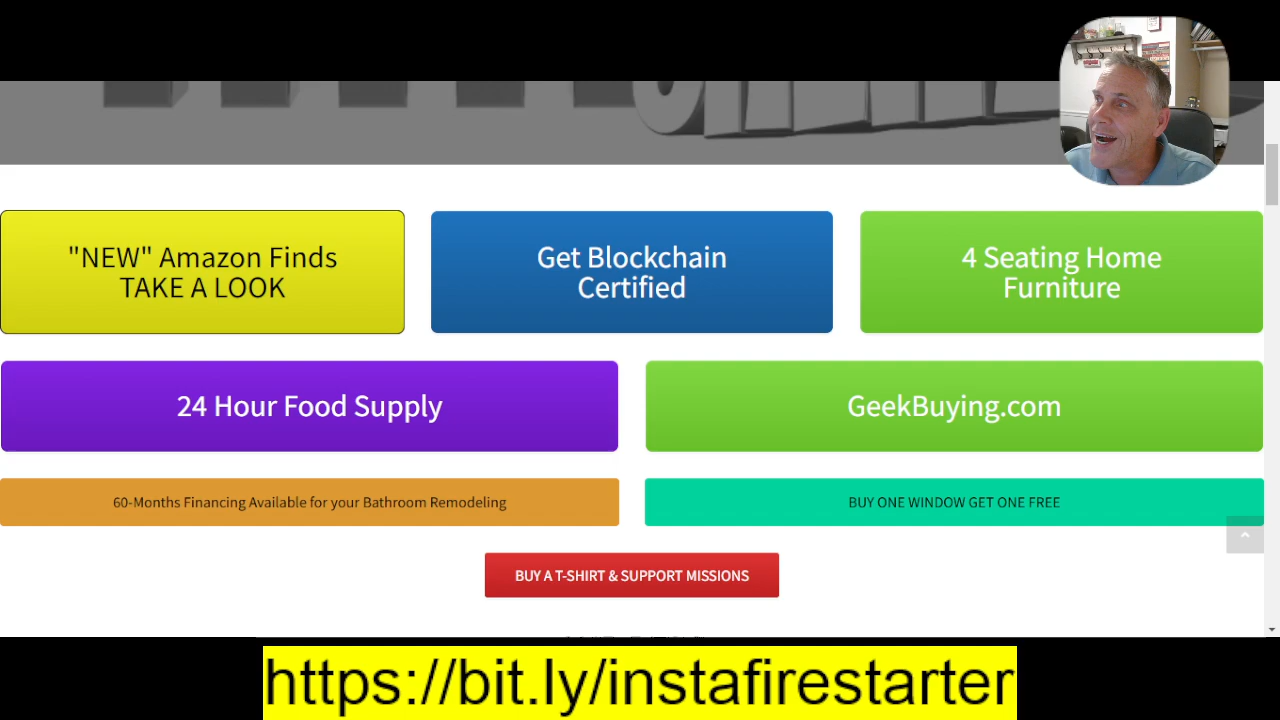 "NEW" Amazon Finds
TAKE A LOOK
Get Blockchain
Certified
4 Seating Home
Furniture
24 Hour Food Supply
GeekBuying.com
60-Months Financing Available for your Bathroom Remodeling
BUY ONE WINDOW GET ONE FREE
BUY A T-SHIRT & SUPPORT MISSIONS
https://bit.ly/instafirestarter